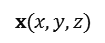 x(x, y, z)